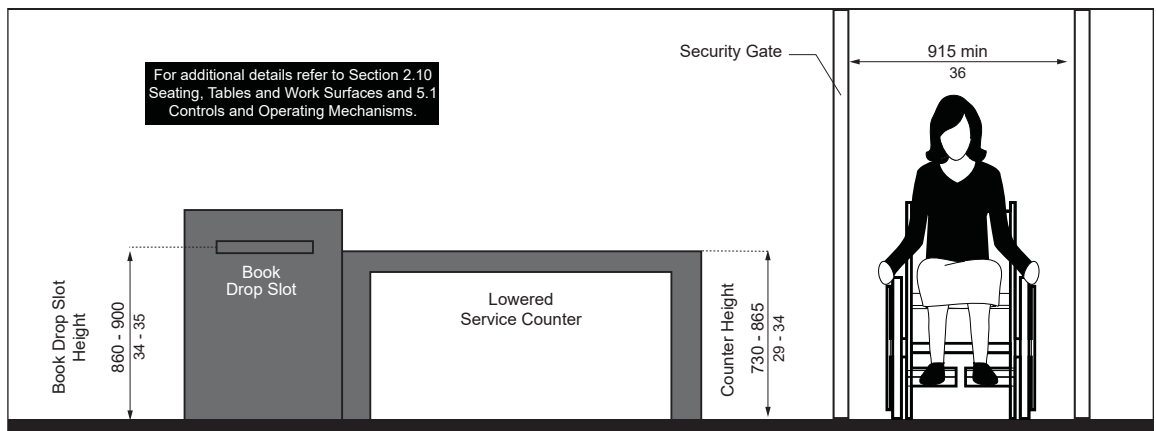 For additional details refer to Section 2.10
Seating, Tables and Work Surfaces and 5.1
Controls and Operating Mechanisms.
Security Gate
915 min
36
Book Drop Slot
Height
860 - 900
34 - 35
Book
Drop Slot
Lowered
Service Counter
Counter Height
730 - 865
29 - 34